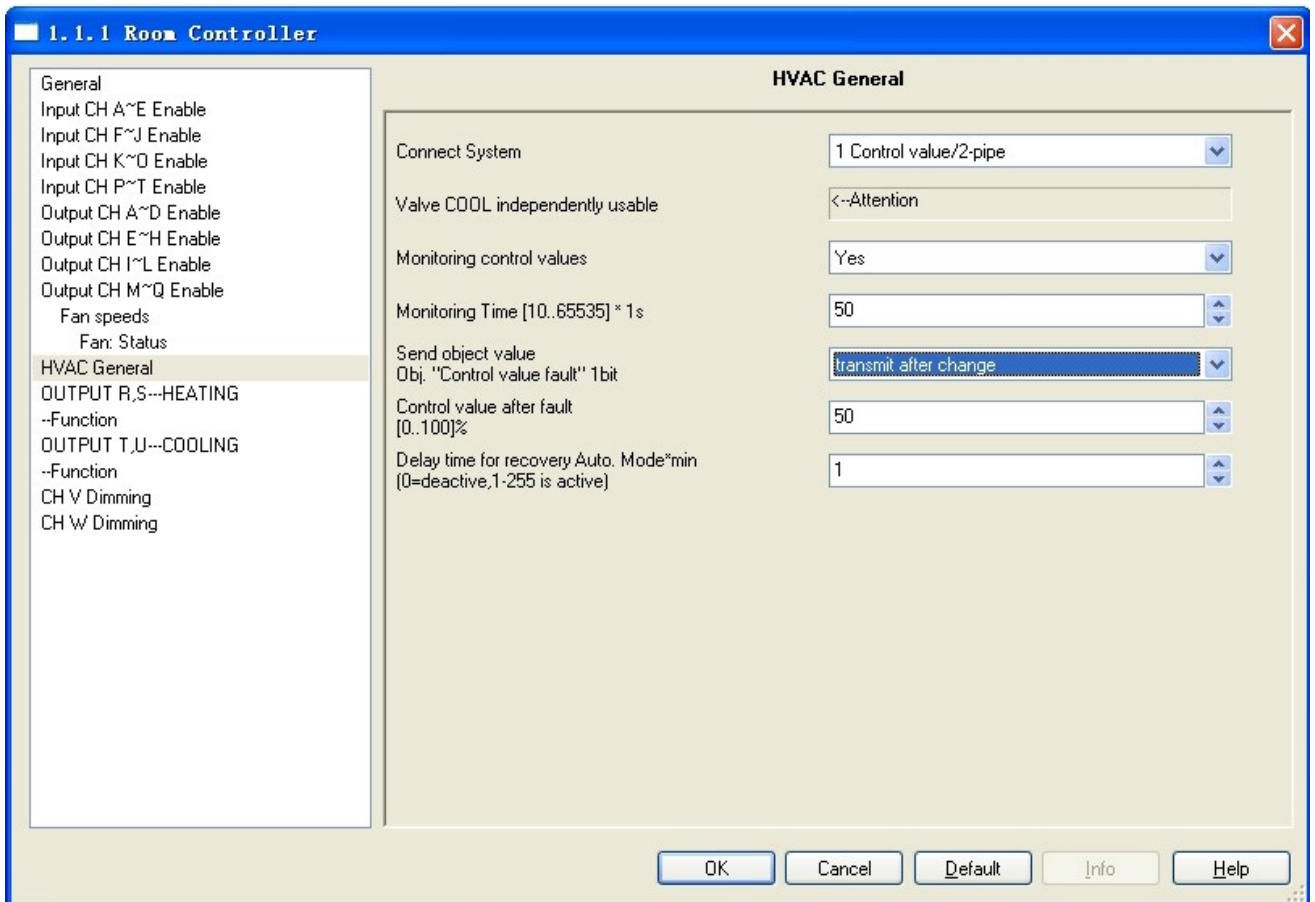 1.1.1 Room Controller
General
Input CH A~E Enable
Input CH F~J Enable
Input CH K~O Enable
Input CH P~T Enable
Output CH A~D Enable
Output CH E~H Enable
Output CH I~L Enable
Output CH M~Q Enable
Fan speeds
Fan: Status
HVAC General
OUTPUT R,S---HEATING
--Function
OUTPUT T,U---COOLING
--Function
CH V Dimming
CH W Dimming
HVAC General
Connect System
1 Control value/2-pipe
Valve COOL independently usable
<--Attention
Monitoring control values
Yes
Monitoring Time [10..65535] * 1s
50
Send object value
Obj. "Control value fault" 1bit
transmit after change
Control value after fault
[0..100]%
50
Delay time for recovery Auto. Mode*min
(0=deactive,1-255 is active)
1
OK
Cancel
Default
Info
Help